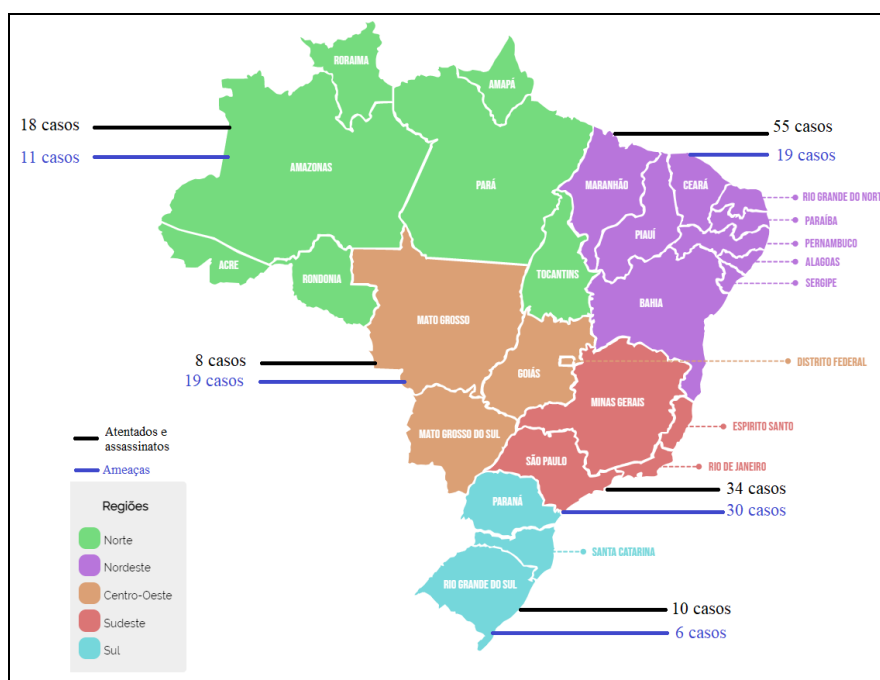 RORAIMA
AMAPÁ
18 casos
55 casos
11 casos
19 casos
AMAZONAS
PARÁ
MARANHÃO
CEARÁ
RIO GRANDE DO NORT
PARAÍBA
PIAUÍ
PERNAMBUCO
ALAGOAS
ACRE
RONDONIA
TOCANTINS
SERGIPE
BAHIA
MATO GROSSO
8 casos
DISTRITO FEDERAL
19 casos
GOIÁS
MINAS GERAIS
MATO GROSSO DO SUL
ESPIRITO SANTO
Atentados e
assassinatos
SÃO PAULO
RIO DE JANEIRO
Ameaças
34 casos
PARANÁ
30 casos
Regiões
Norte
SANTA CATARINA
Nordeste
RIO GRANDE DO SUL
Centro-Oeste
10 casos
Sudeste
6 casos
Sul